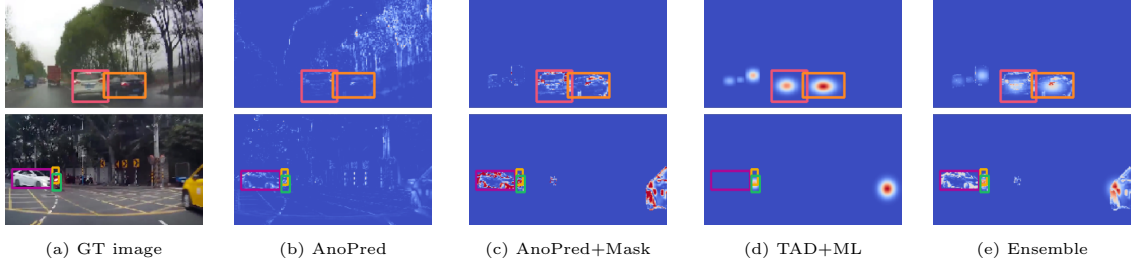 (a) GT image
(b) AnoPred
(c) AnoPred+Mask
(d) TAD+ML
(e) Ensemble